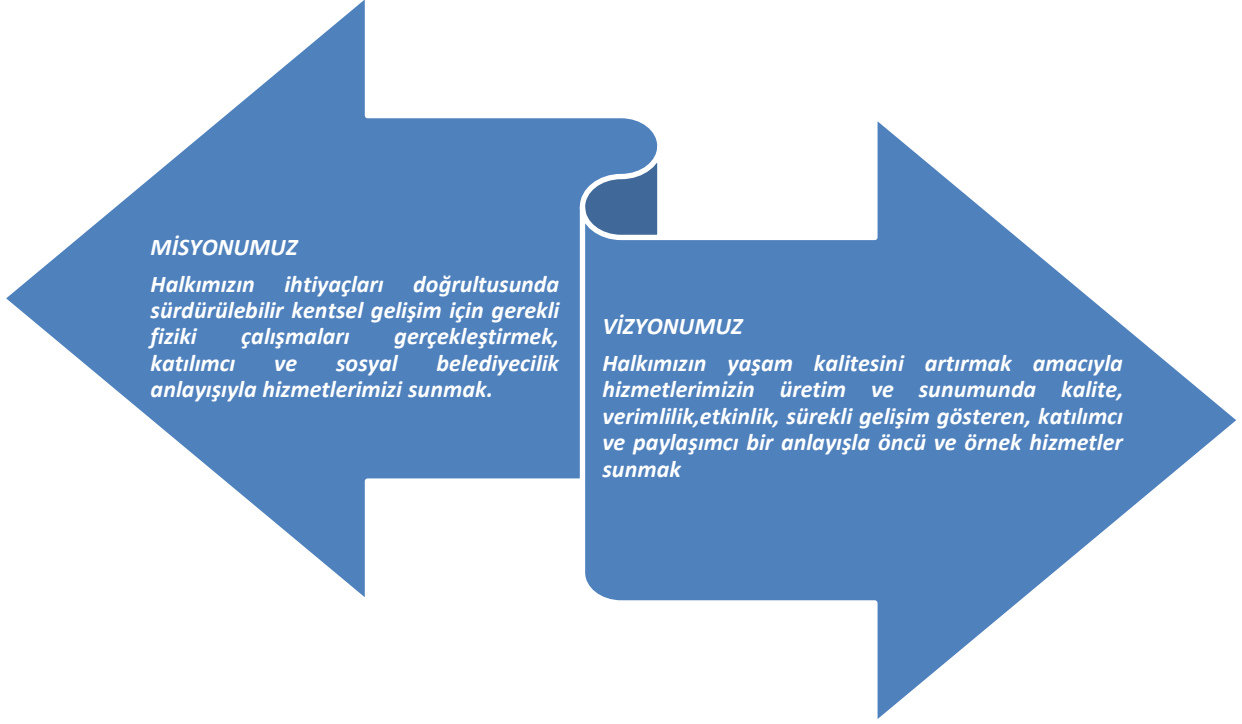 MİSYONUMUZ
Halkımızın ihtiyaçları doğrultusunda
sürdürülebilir kentsel gelişim için gerekli
fiziki çalışmaları gerçekleştirmek,
katılımcı ve sosyal belediyecilik
anlayışıyla hizmetlerimizi sunmak.
VİZYONUMUZ
Halkımızın yaşam kalitesini artırmak amacıyla
hizmetlerimizin üretim ve sunumunda kalite,
verimlilik,etkinlik, sürekli gelişim gösteren, katılımcı
ve paylaşımcı bir anlayışla öncü ve örnek hizmetler
sunmak